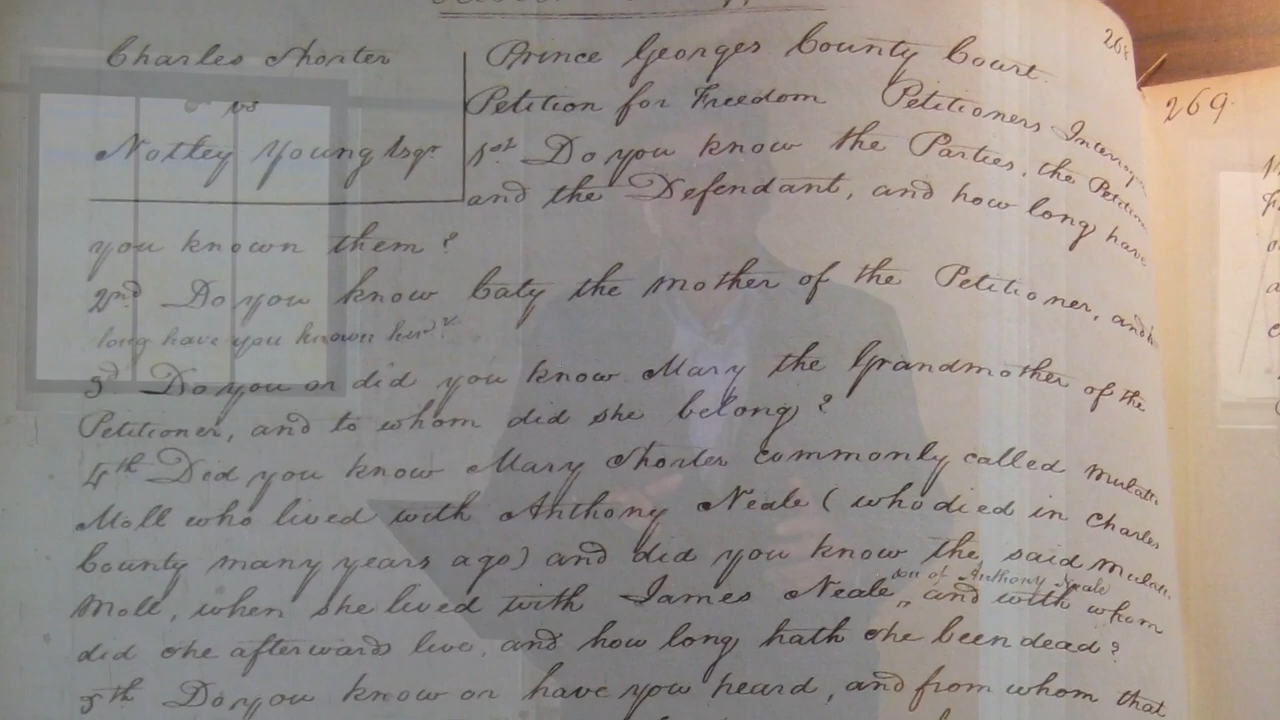 268
Charles Shorter
vs
Nottey Young Esqr
Prince Georges County Court.
Petition for Freedom Petitioners
1st Do you know the Parties, the
and the Defendant, and how long have
you known them?
2nd Do you know Caty the mother of the Petitioner, and
long have you known her?
3d Do you or did you know Mary the Grandmother of the
Petitioner, and to whom did she belong?
4th Did you know Mary Shorter commonly called mulatto
Moll who lived with Anthony Neale (who died in Charles
County many years ago) and did you know the said mulatto
Moll, when she lived with James Neale son of Anthony Neale, and with whom
did she afterwards live, and how long hath she been dead?
5th Do you know or have you heard, and from whom that
269